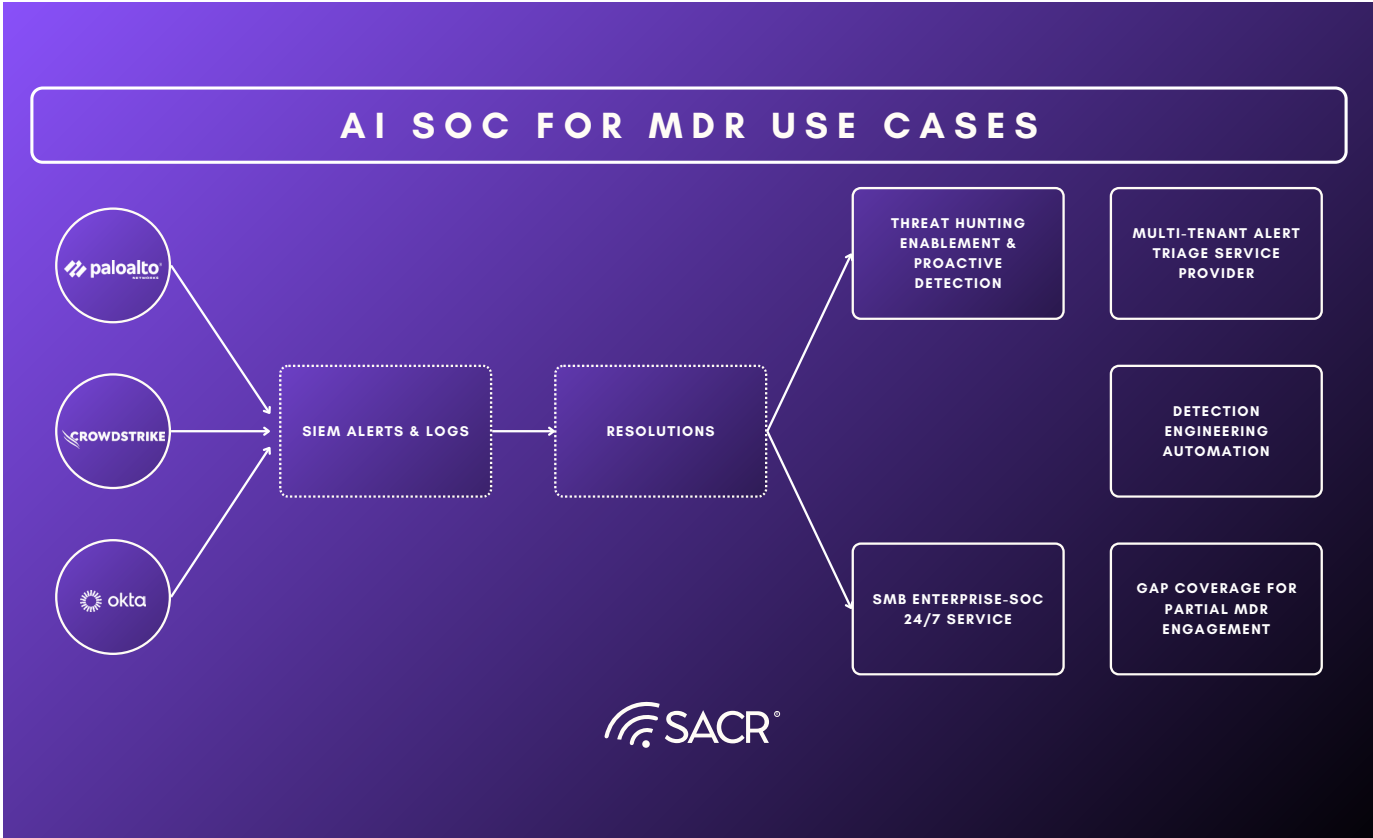 AI SOC FOR MDR USE CASES
paloalto
NETWORKS
CROWDSTRIKE
okta
SIEM ALERTS & LOGS
RESOLUTIONS
THREAT HUNTING
ENABLEMENT &
PROACTIVE
DETECTION
MULTI-TENANT ALERT
TRIAGE SERVICE
PROVIDER
DETECTION
ENGINEERING
AUTOMATION
SMB ENTERPRISE-SOC
24/7 SERVICE
GAP COVERAGE FOR
PARTIAL MDR
ENGAGEMENT
SACR®